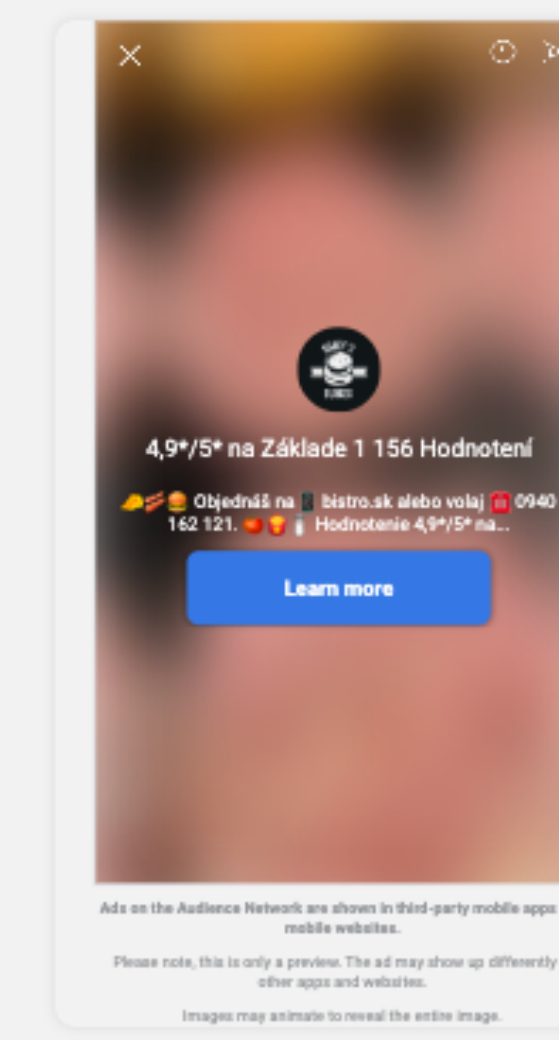 4,9*/5* na Základe 1 156 Hodnotení
🌮🥓🍔 Objednáš na 📱 bistro.sk alebo volaj ☎️ 0940
162 121. 🍅🍟🍶 Hodnotenie 4,9*/5* na...
Learn more
Ads on the Audience Network are shown in third-party mobile apps
mobile websites.
Please note, this is only a preview. The ad may show up differently
other apps and websites.
Images may animate to reveal the entire image.